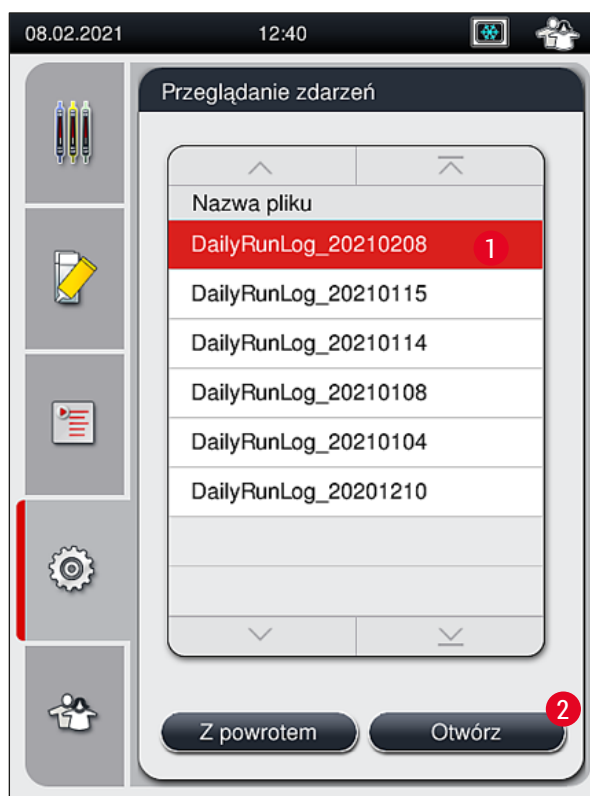 08.02.2021 12:40
Przeglądanie zdarzeń
Nazwa pliku
DailyRunLog_20210208 1
DailyRunLog_20210115
DailyRunLog_20210114
DailyRunLog_20210108
DailyRunLog_20210104
DailyRunLog_20201210
2
Z powrotem Otwórz